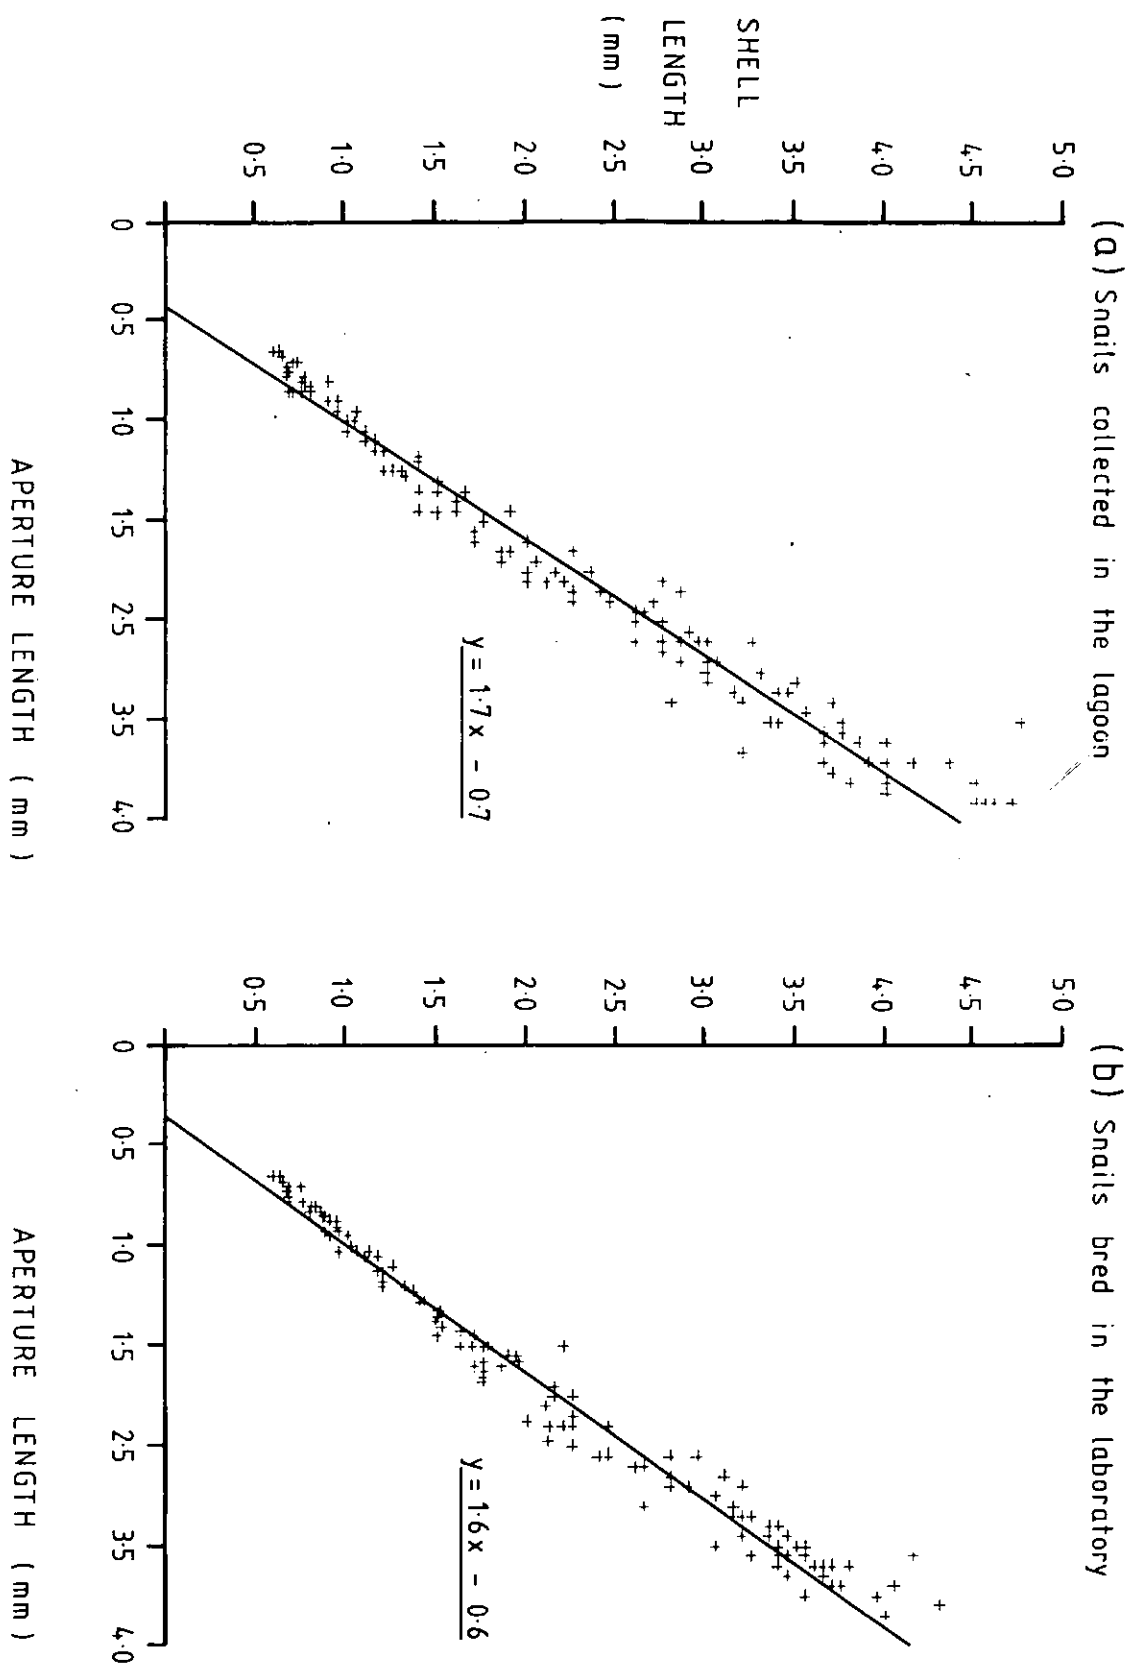 (a) Snails collected in the lagoon
5·0
4·5
4·0
3·5
3·0
2·5
2·0
1·5
1·0
0·5
SHELL
LENGTH
(mm)
0 0·5 1·0 1·5 2·5 3·5 4·0
APERTURE LENGTH (mm)
y = 1·7x - 0·7
(b) Snails bred in the laboratory
5·0
4·5
4·0
3·5
3·0
2·5
2·0
1·5
1·0
0·5
0 0·5 1·0 1·5 2·5 3·5 4·0
APERTURE LENGTH (mm)
y = 1·6x - 0·6